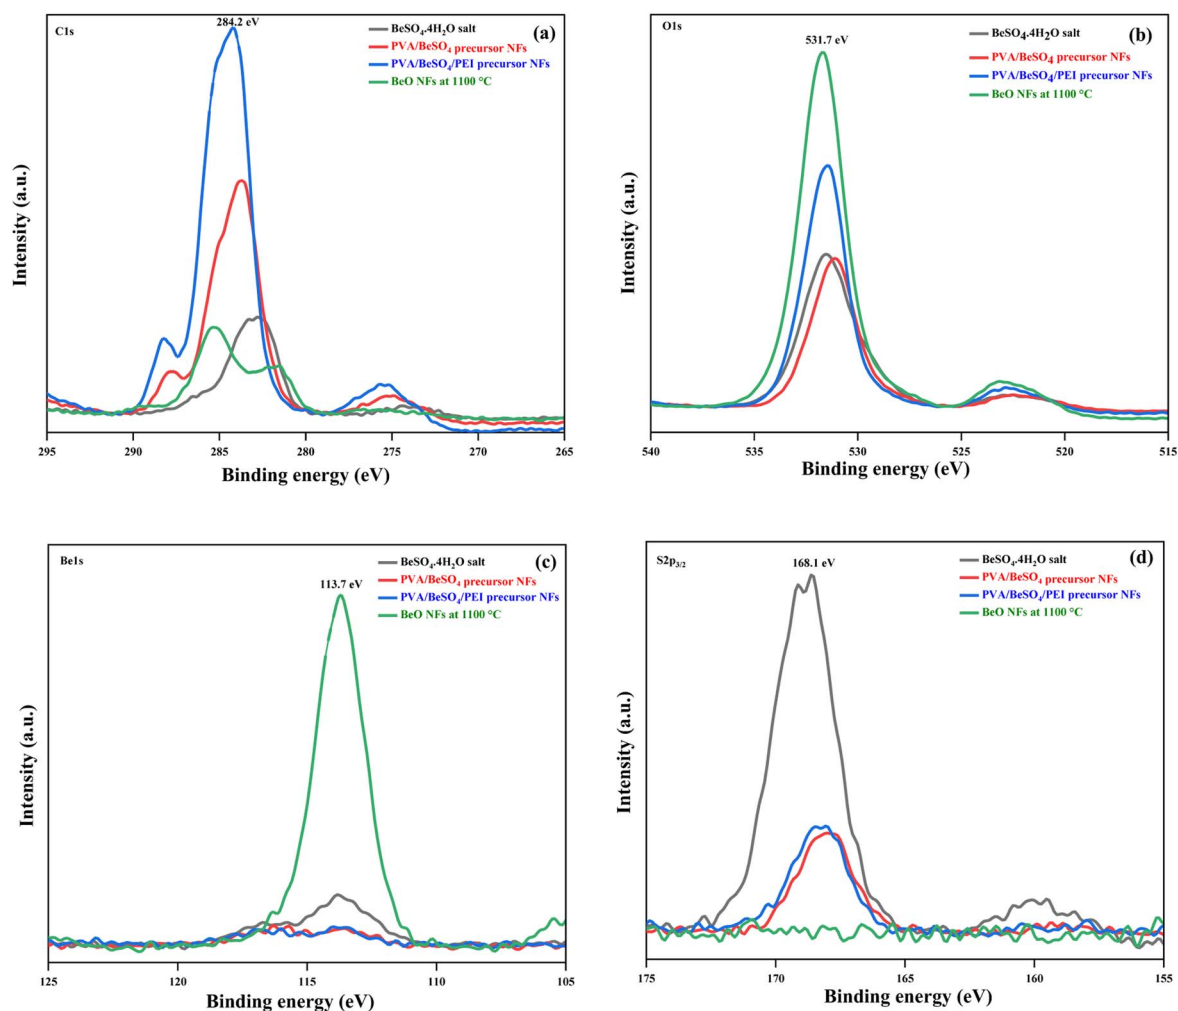 284.2 eV
C1s
(a)
BeSO₄.4H₂O salt
PVA/BeSO₄ precursor NFs
PVA/BeSO₄/PEI precursor NFs
BeO NFs at 1100 °C
Intensity (a.u.)
295 290 285 280 275 270 265
Binding energy (eV)
O1s
531.7 eV
(b)
BeSO₄.4H₂O salt
PVA/BeSO₄ precursor NFs
PVA/BeSO₄/PEI precursor NFs
BeO NFs at 1100 °C
Intensity (a.u.)
540 535 530 525 520 515
Binding energy (eV)
Be1s
113.7 eV
(c)
BeSO₄.4H₂O salt
PVA/BeSO₄ precursor NFs
PVA/BeSO₄/PEI precursor NFs
BeO NFs at 1100 °C
Intensity (a.u.)
125 120 115 110 105
Binding energy (eV)
S2p₃/₂
168.1 eV
(d)
BeSO₄.4H₂O salt
PVA/BeSO₄ precursor NFs
PVA/BeSO₄/PEI precursor NFs
BeO NFs at 1100 °C
Intensity (a.u.)
175 170 165 160 155
Binding energy (eV)